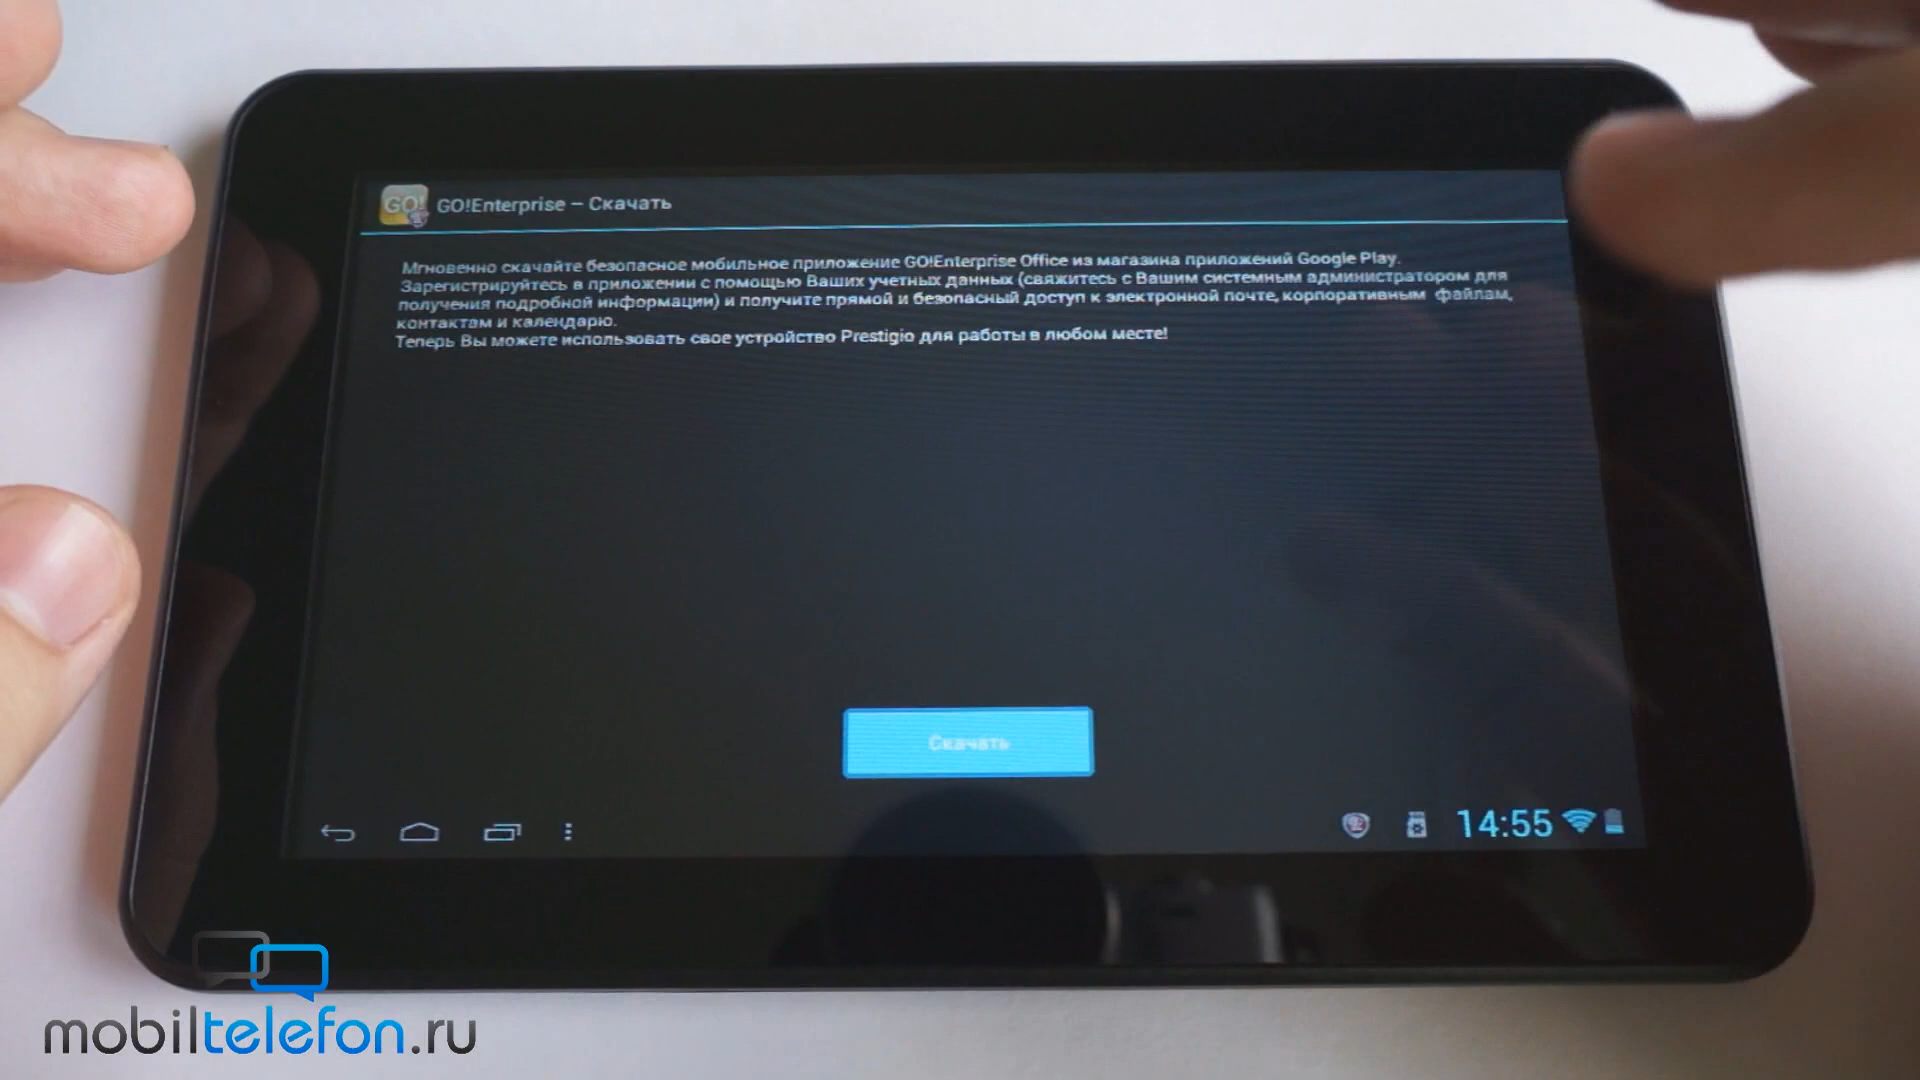 GO!
GO!Enterprise – Скачать
Мгновенно скачайте безопасное мобильное приложение GO!Enterprise Office из магазина приложений Google Play.
Зарегистрируйтесь в приложении с помощью Ваших учетных данных (свяжитесь с Вашим системным администратором для
получения подробной информации) и получите прямой и безопасный доступ к электронной почте, корпоративным файлам,
контактам и календарю.
Теперь Вы можете использовать свое устройство Prestigio для работы в любом месте!
Скачать
14:55
mobiltelefon.ru